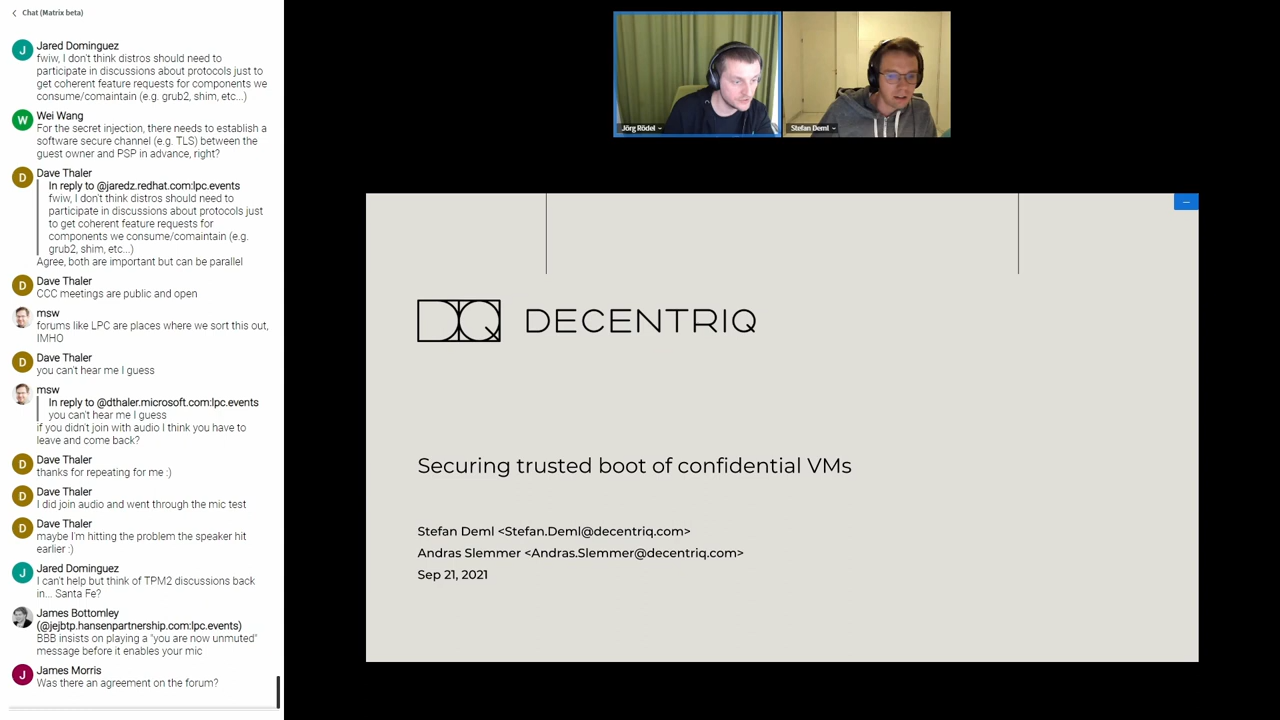 Chat (Matrix beta)
J
Jared Dominguez
fwiw, I don't think distros should need to
participate in discussions about protocols just to
get coherent feature requests for components we
consume/comaintain (e.g. grub2, shim, etc...)
W
Wei Wang
For the secret injection, there needs to establish a
software secure channel (e.g. TLS) between the
guest owner and PSP in advance, right?
D
Dave Thaler
In reply to @jaredz.redhat.com:lpc.events
fwiw, I don't think distros should need to
participate in discussions about protocols just
to get coherent feature requests for
components we consume/comaintain (e.g.
grub2, shim, etc...)
Agree, both are important but can be parallel
D
Dave Thaler
CCC meetings are public and open
msw
forums like LPC are places where we sort this out,
IMHO
D
Dave Thaler
you can't hear me I guess
msw
In reply to @dthaler.microsoft.com:lpc.events
you can't hear me I guess
if you didn't join with audio I think you have to
leave and come back?
D
Dave Thaler
thanks for repeating for me :)
D
Dave Thaler
I did join audio and went through the mic test
D
Dave Thaler
maybe I'm hitting the problem the speaker hit
earlier :)
J
Jared Dominguez
I can't help but think of TPM2 discussions back
in... Santa Fe?
James Bottomley
(@jejbtp.hansenpartnership.com:lpc.events)
BBB insists on playing a "you are now unmuted"
message before it enables your mic
J
James Morris
Was there an agreement on the forum?
Jörg Rödel
Stefan Deml
DQ DECENTRIQ
Securing trusted boot of confidential VMs
Stefan Deml <Stefan.Deml@decentriq.com>
Andras Slemmer <Andras.Slemmer@decentriq.com>
Sep 21, 2021